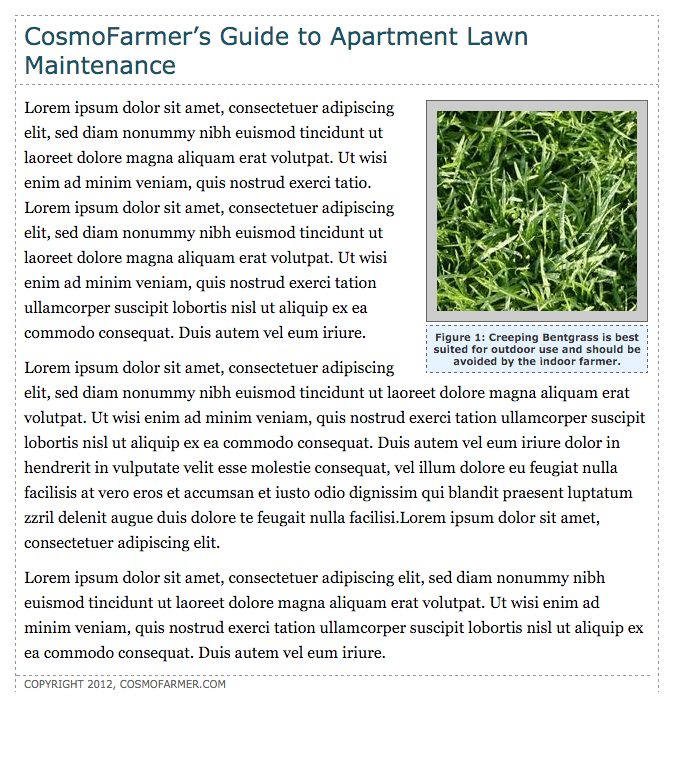 CosmoFarmer’s Guide to Apartment Lawn
Maintenance
Lorem ipsum dolor sit amet, consectetuer adipiscing
elit, sed diam nonummy nibh euismod tincidunt ut
laoreet dolore magna aliquam erat volutpat. Ut wisi
enim ad minim veniam, quis nostrud exerci tatio.
Lorem ipsum dolor sit amet, consectetuer adipiscing
elit, sed diam nonummy nibh euismod tincidunt ut
laoreet dolore magna aliquam erat volutpat. Ut wisi
enim ad minim veniam, quis nostrud exerci tation
ullamcorper suscipit lobortis nisl ut aliquip ex ea
commodo consequat. Duis autem vel eum iriure.
Figure 1: Creeping Bentgrass is best
suited for outdoor use and should be
avoided by the indoor farmer.
Lorem ipsum dolor sit amet, consectetuer adipiscing
elit, sed diam nonummy nibh euismod tincidunt ut laoreet dolore magna aliquam erat
volutpat. Ut wisi enim ad minim veniam, quis nostrud exerci tation ullamcorper suscipit
lobortis nisl ut aliquip ex ea commodo consequat. Duis autem vel eum iriure dolor in
hendrerit in vulputate velit esse molestie consequat, vel illum dolore eu feugiat nulla
facilisis at vero eros et accumsan et iusto odio dignissim qui blandit praesent luptatum
zzril delenit augue duis dolore te feugait nulla facilisi.Lorem ipsum dolor sit amet,
consectetuer adipiscing elit.
Lorem ipsum dolor sit amet, consectetuer adipiscing elit, sed diam nonummy nibh
euismod tincidunt ut laoreet dolore magna aliquam erat volutpat. Ut wisi enim ad
minim veniam, quis nostrud exerci tation ullamcorper suscipit lobortis nisl ut aliquip ex
ea commodo consequat. Duis autem vel eum iriure.
COPYRIGHT 2012, COSMOFARMER.COM